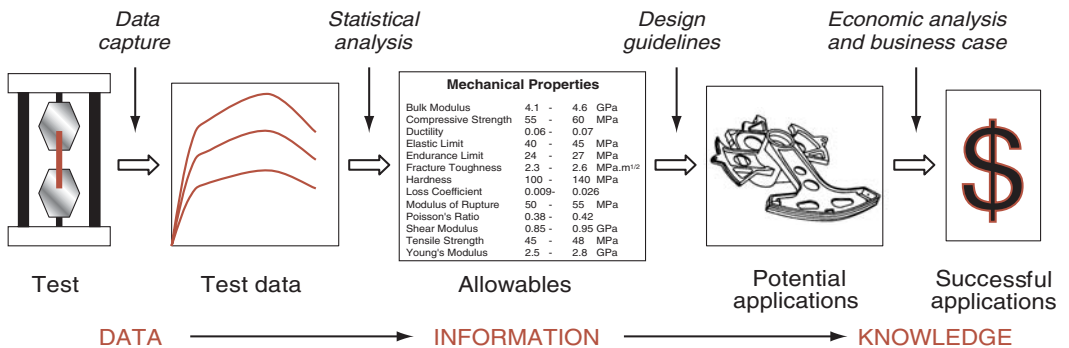 Data
capture
Statistical
analysis
Design
guidelines
Economic analysis
and business case
Mechanical Properties
Bulk Modulus 4.1 - 4.6 GPa
Compressive Strength 55 - 60 MPa
Ductility 0.06 - 0.07
Elastic Limit 40 - 45 MPa
Endurance Limit 24 - 27 MPa
Fracture Toughness 2.3 - 2.6 MPa.m1/2
Hardness 100 - 140 MPa
Loss Coefficient 0.009- 0.026
Modulus of Rupture 50 - 55 MPa
Poisson's Ratio 0.38 - 0.42
Shear Modulus 0.85 - 0.95 GPa
Tensile Strength 45 - 48 MPa
Young's Modulus 2.5 - 2.8 GPa
$
Test
Test data
Allowables
Potential
applications
Successful
applications
DATA
INFORMATION
KNOWLEDGE